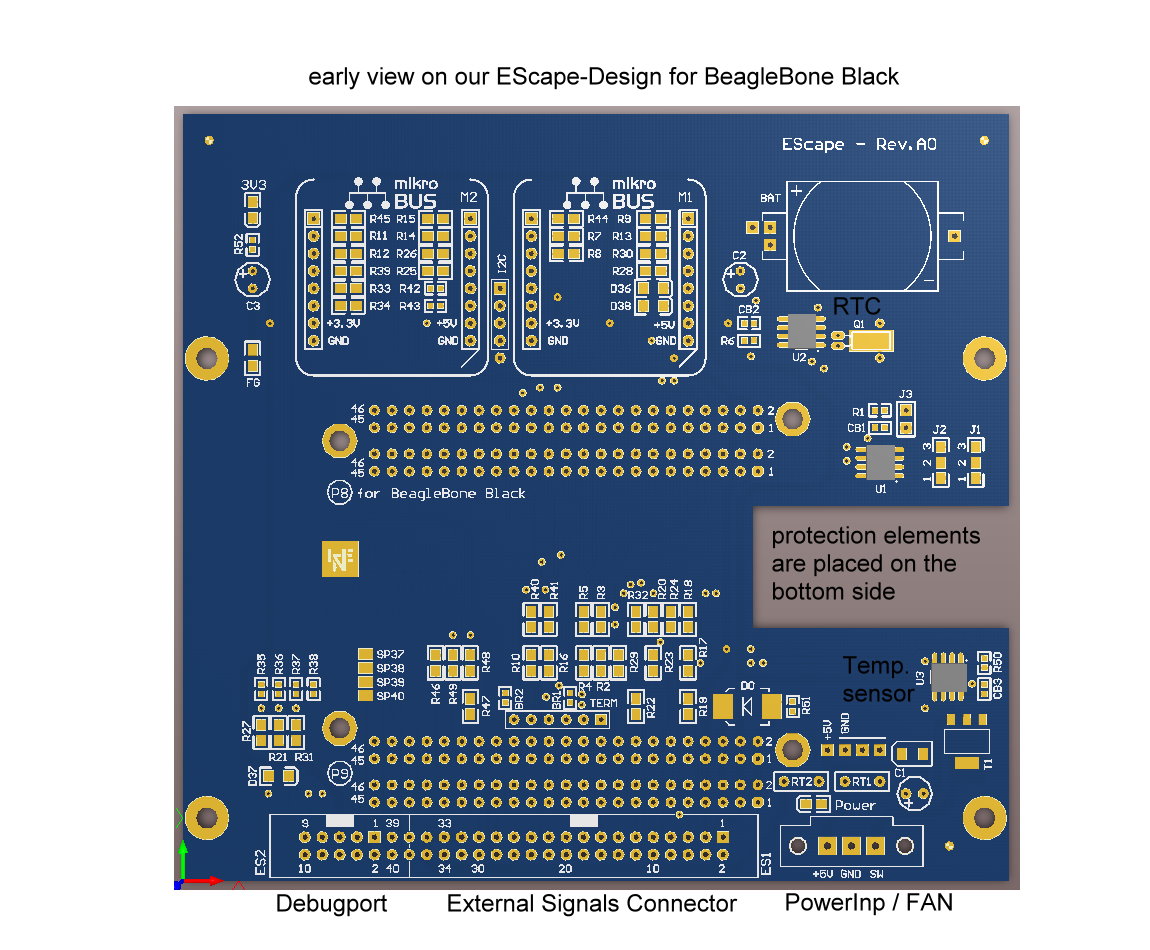 early view on our EScape-Design for BeagleBone Black
EScape - Rev.A0
3V3
mikro
BUS
M2
mikro
BUS
M1
BAT
R45 R15
R44 R9
R11 R14
R7 R13
R52
R12 R26
R8 R30
C2
R39 R25
I2C
R28
R33 R42
D36
C3
R34 R43
D38
CB2
RTC
+3.3V +5V
+3.3V +5V
Q1
GND
GND
R6
U2
FG
J3
46
45
2
1
R1
CB1
J2
J1
3
2
1
3
2
1
46
45
2
1
U1
P8 for BeagleBone Black
protection elements
are placed on the
bottom side
R40
R41
R5
R3
R32
R20
R24
R18
R35
R36
R37
R38
SP37
SP38
SP39
SP40
R46
R49
R48
R47
R10
R16
R4
R2
R29
R23
R17
BR2
BR1
TERM
R22
R19
D0
R51
Temp.
sensor
U3
R50
CB3
R27
R21
R31
46
45
2
1
+5V
GND
C1
T1
D37
P9
46
45
2
1
RT2
RT1
Power
9
1
39
33
1
ES2
ES1
10
2
40
34
30
20
10
2
+5V GND SW
Debugport
External Signals Connector
PowerInp / FAN